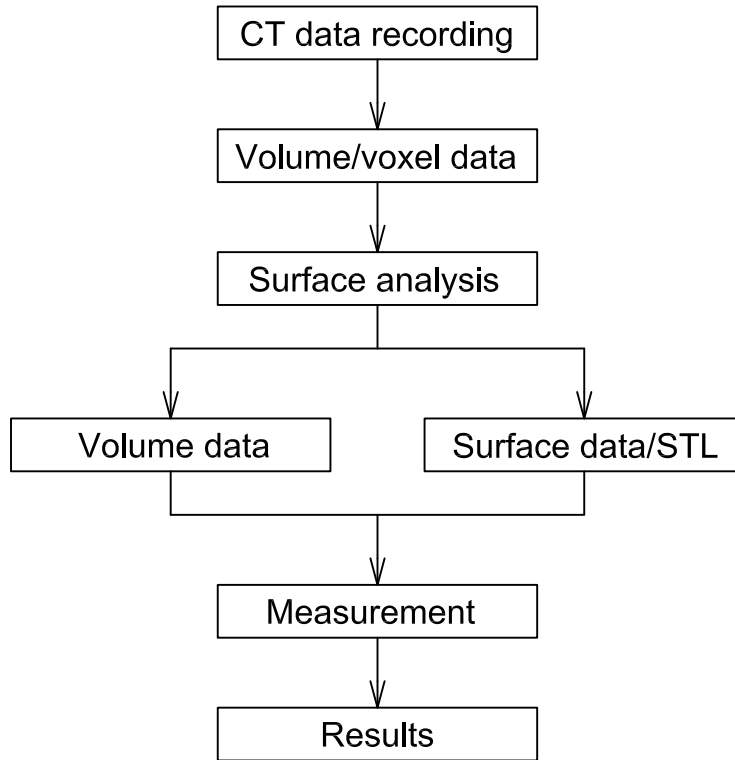 CT data recording
Volume/voxel data
Surface analysis
Volume data
Surface data/STL
Measurement
Results